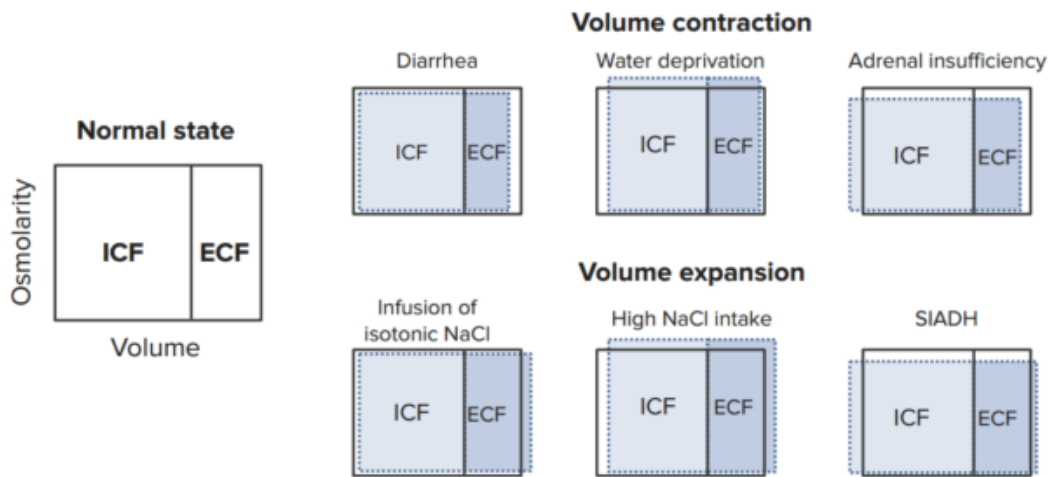 Volume contraction
Diarrhea
Water deprivation
Adrenal insufficiency
ICF
ECF
ICF
ECF
ICF
ECF
Normal state
Osmolarity
ICF
ECF
Volume
Volume expansion
Infusion of
isotonic NaCl
High NaCl intake
SIADH
ICF
ECF
ICF
ECF
ICF
ECF